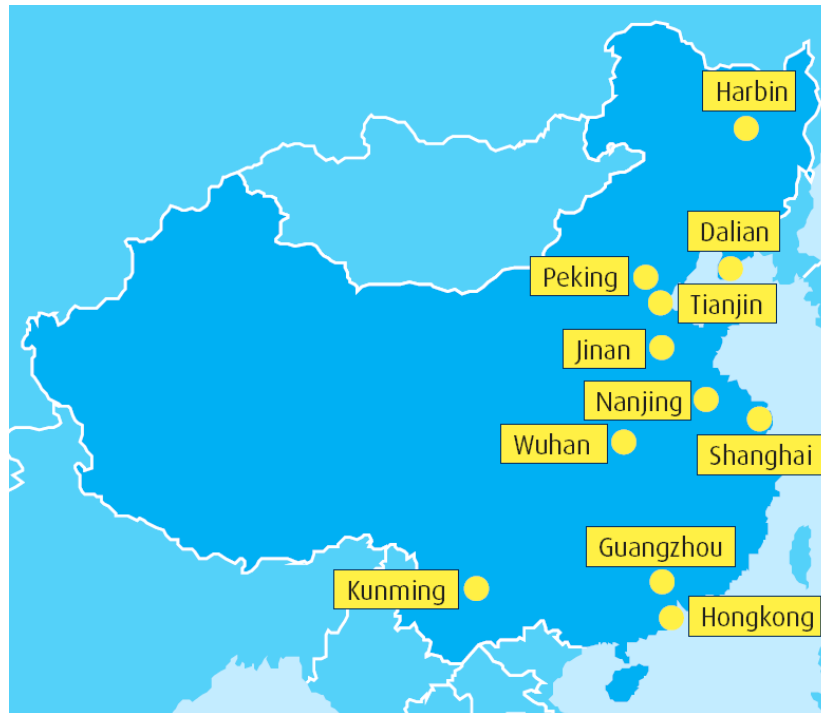 Harbin
Dalian
Peking
Tianjin
Jinan
Nanjing
Wuhan
Shanghai
Guangzhou
Kunming
Hongkong